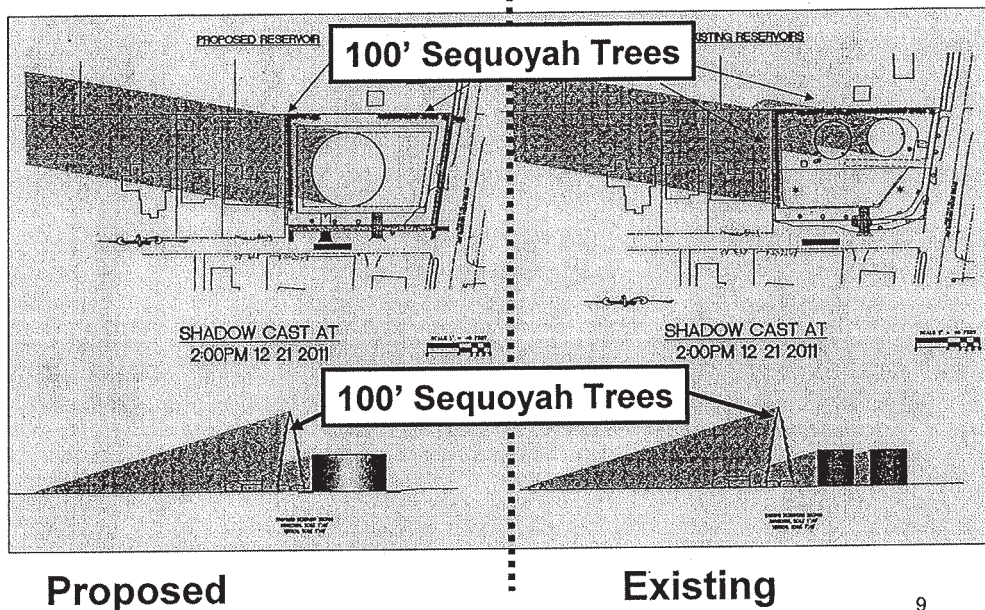 PROPOSED RESERVOIR
100' Sequoyah Trees
EXISTING RESERVOIRS
SHADOW CAST AT
2:00PM 12 21 2011
SHADOW CAST AT
2:00PM 12 21 2011
100' Sequoyah Trees
Proposed
Existing
9